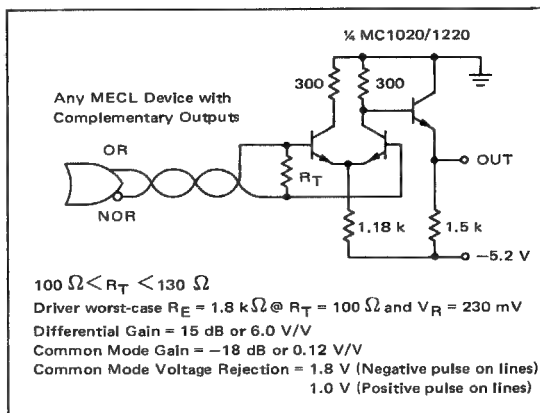 ¼ MC1020/1220
300
300
Any MECL Device with
Complementary Outputs
OR
NOR
R_T
OUT
1.18 k
1.5 k
−5.2 V
100 Ω < R_T < 130 Ω
Driver worst-case R_E = 1.8 kΩ @ R_T = 100 Ω and V_R = 230 mV
Differential Gain = 15 dB or 6.0 V/V
Common Mode Gain = −18 dB or 0.12 V/V
Common Mode Voltage Rejection = 1.8 V (Negative pulse on lines)
1.0 V (Positive pulse on lines)